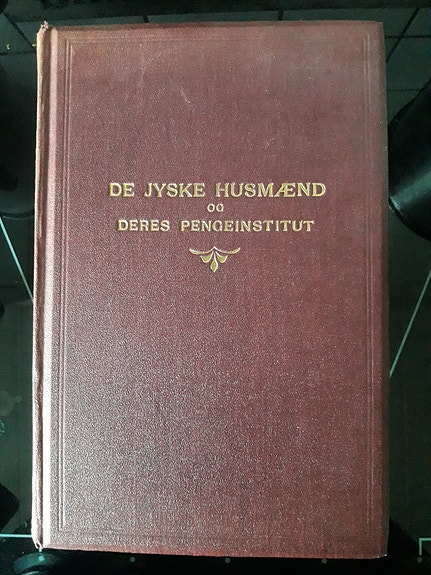 DE JYSKE HUSMÆND
OG
DERES PENGEINSTITUT